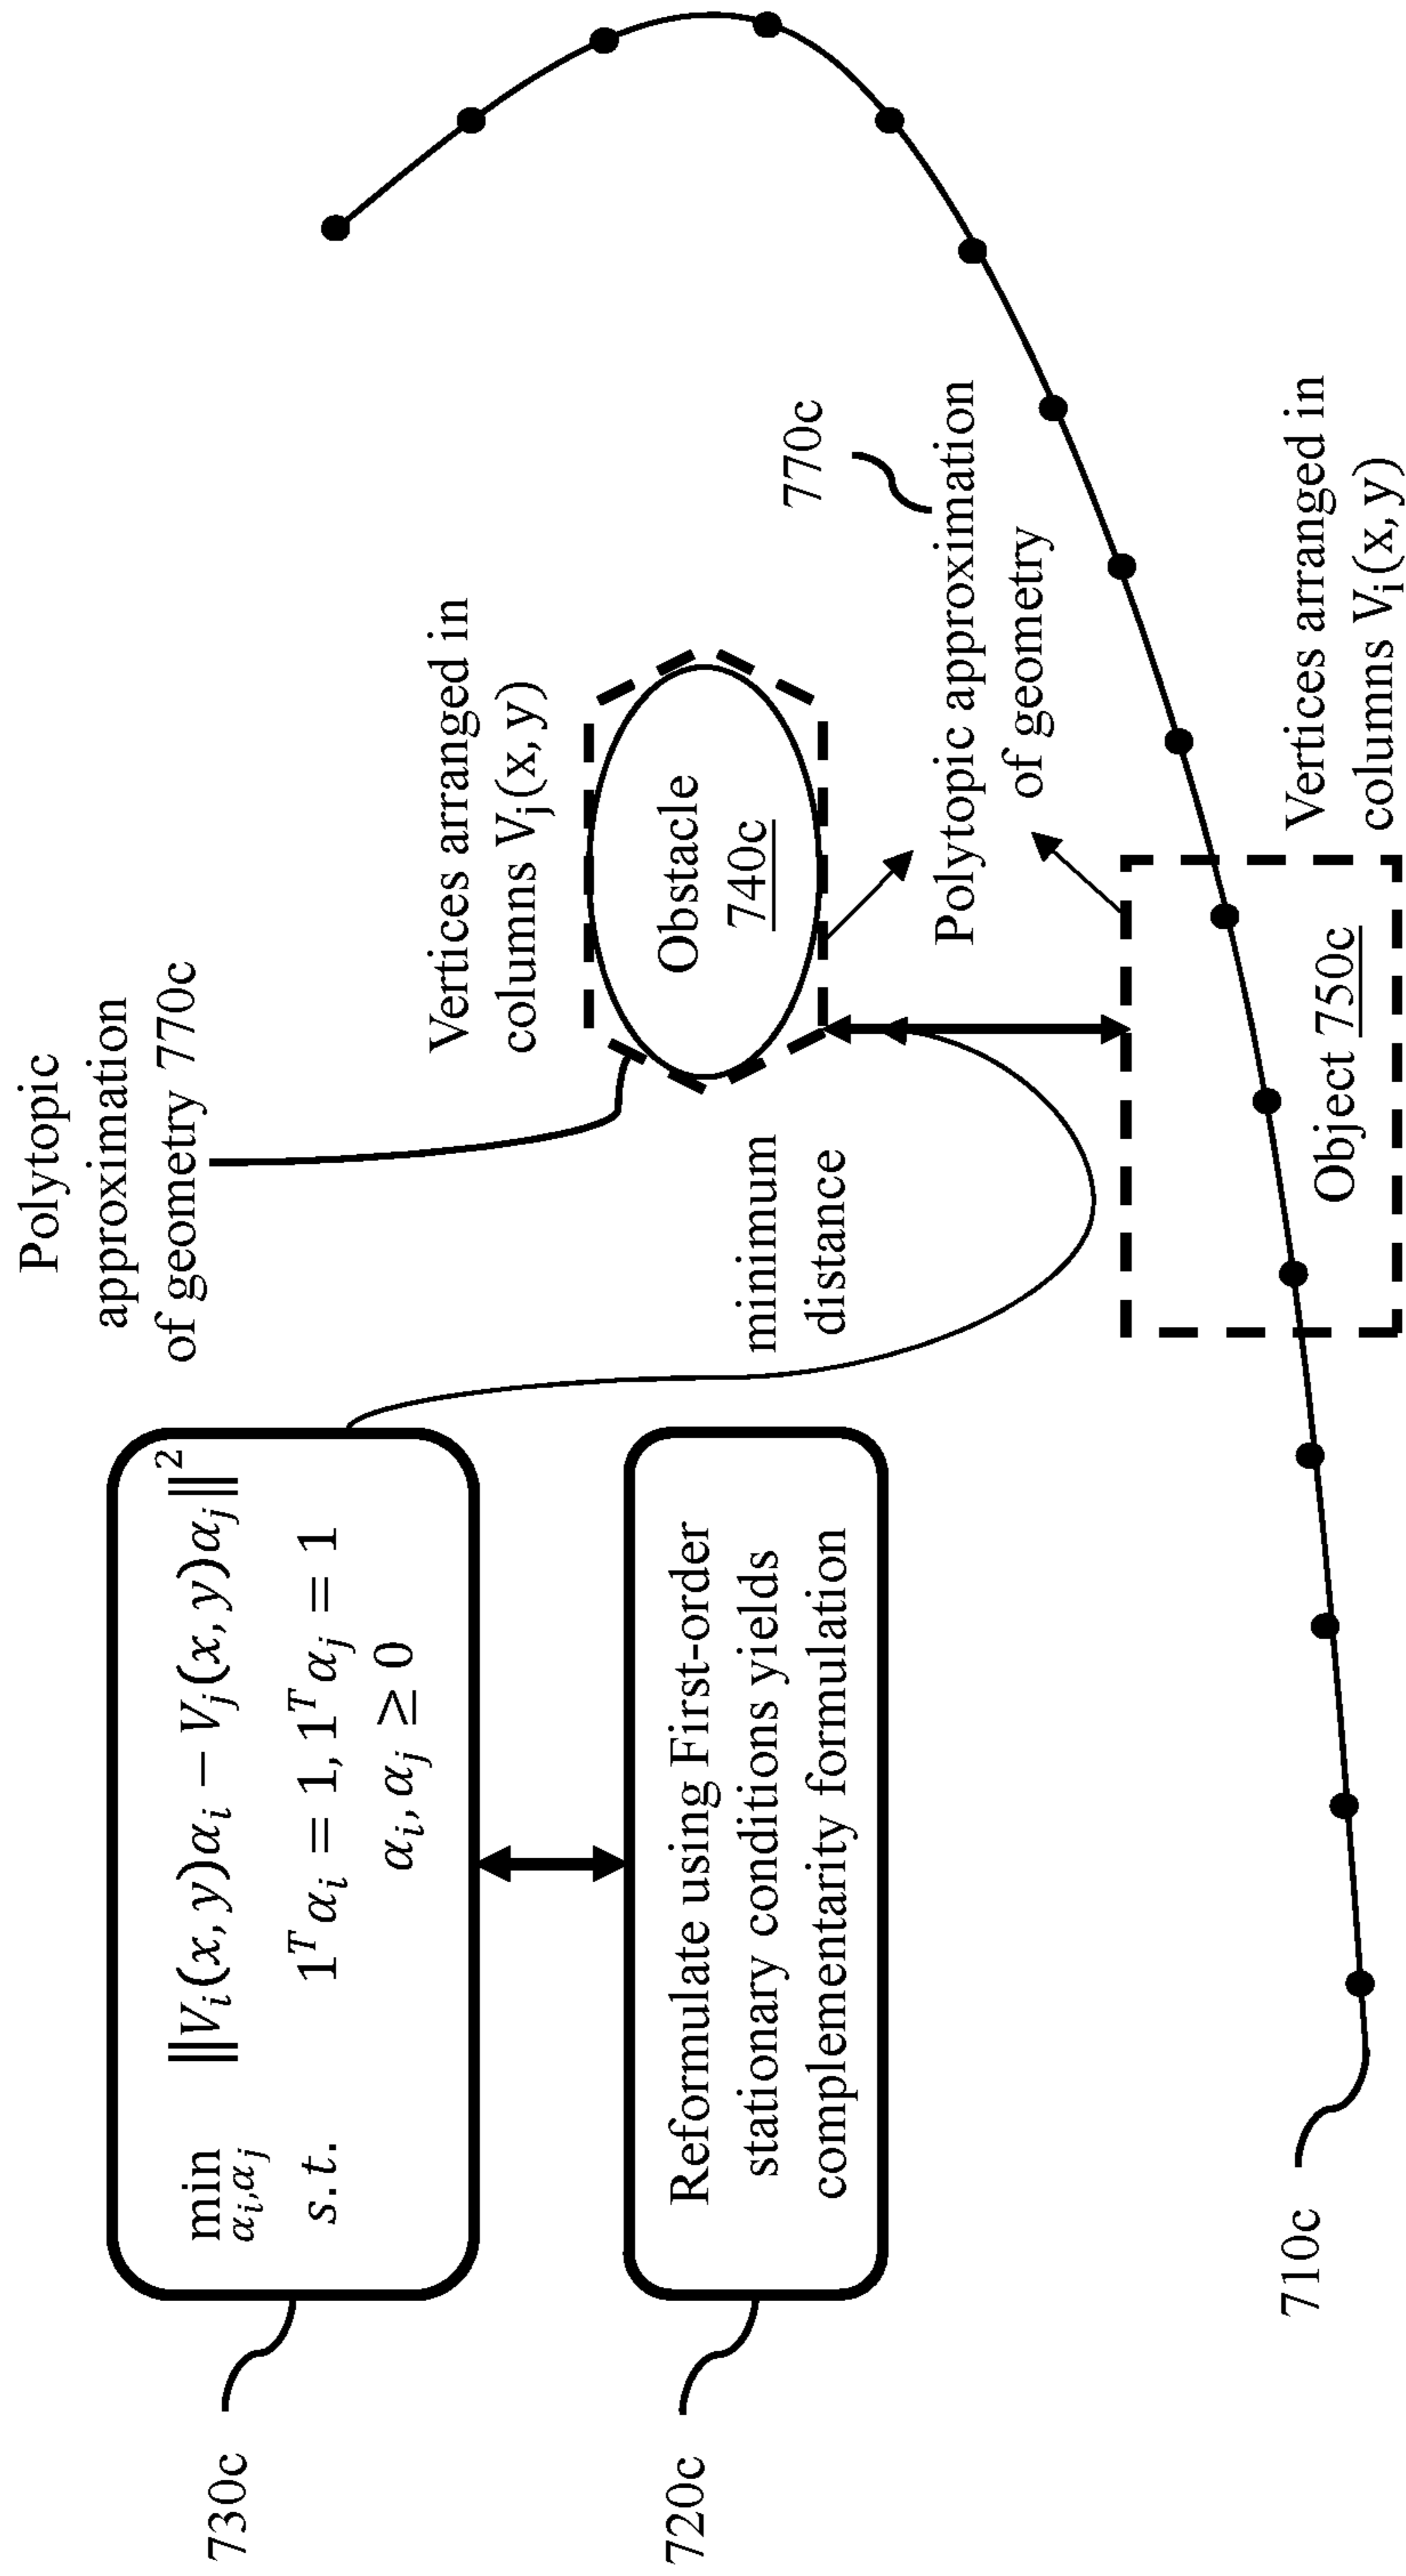 730c
min αᵢ,αⱼ ‖Vᵢ(x, y)αᵢ − Vⱼ(x, y)αⱼ‖²
s.t. 1ᵀαᵢ = 1, 1ᵀαⱼ = 1
αᵢ, αⱼ ≥ 0
720c
Reformulate using First-order
stationary conditions yields
complementarity formulation
Polytopic
approximation
of geometry 770c
Vertices arranged in
columns Vⱼ(x, y)
Obstacle
740c
minimum
distance
770c
Polytopic approximation
of geometry
Object 750c
Vertices arranged in
columns Vᵢ(x, y)
710c